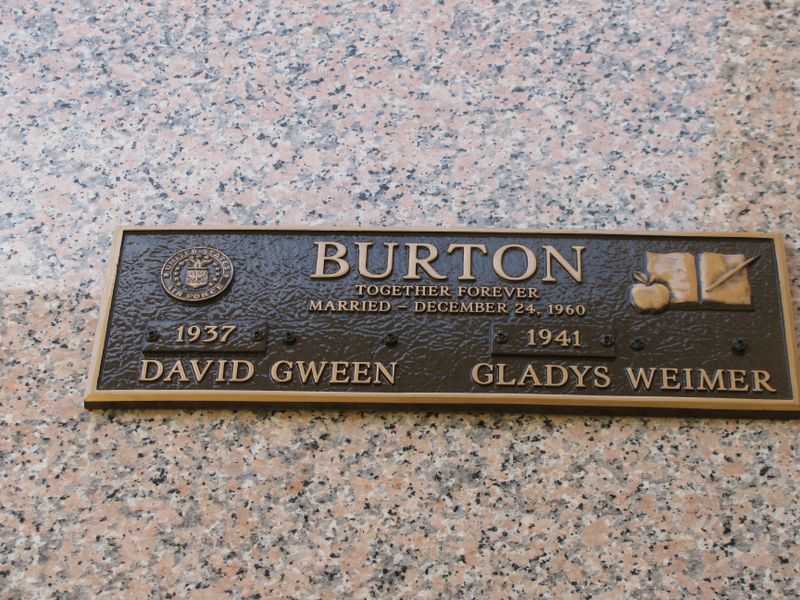 BURTON
TOGETHER FOREVER
MARRIED – DECEMBER 24, 1960
1937
1941
DAVID GWEEN
GLADYS WEIMER